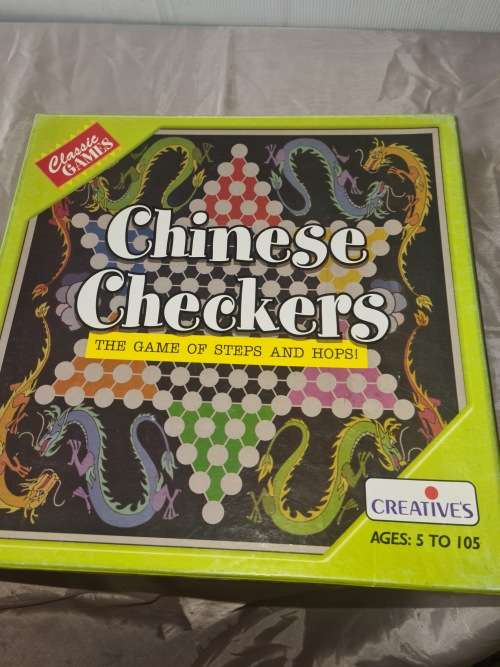 Classic
GAMES
Chinese
Checkers
THE GAME OF STEPS AND HOPS!
CREATIVE'S
AGES: 5 TO 105